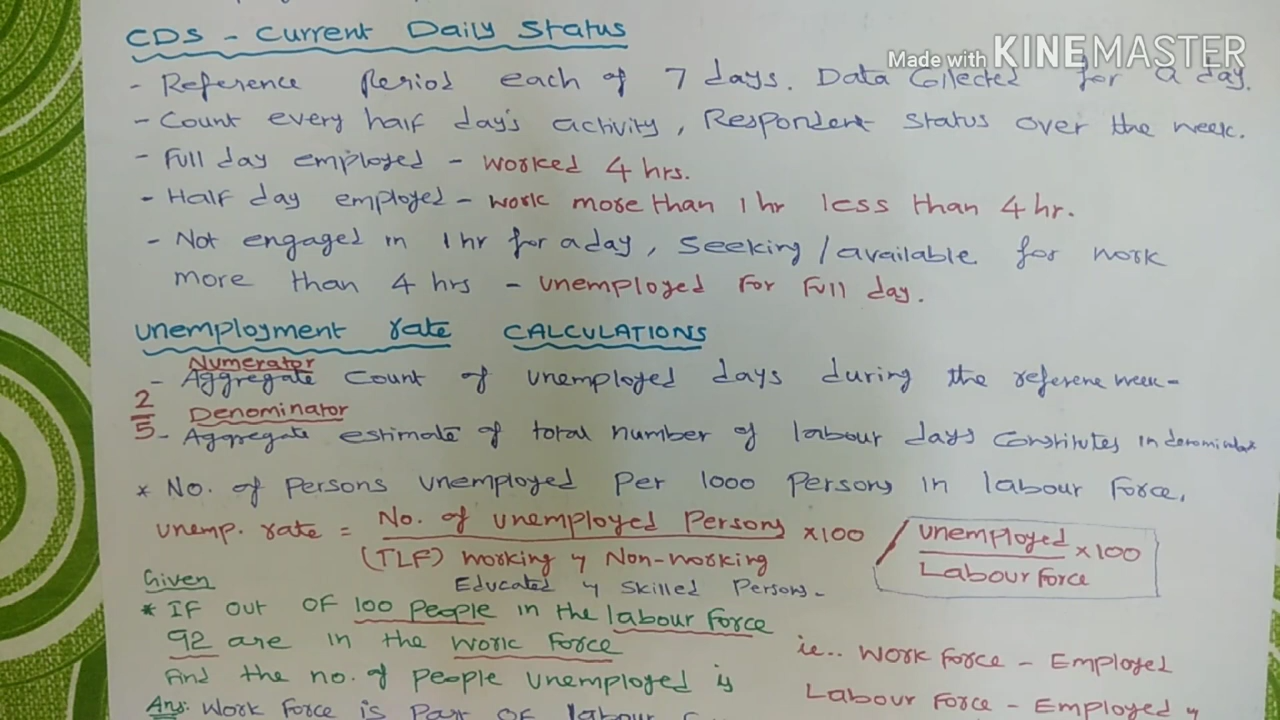 CDS - Current Daily Status
Made with KINEMASTER
- Reference Period each of 7 days. Data Collected for a day.
- Count every half day's activity, Respondent status over the week.
- Full day employed - worked 4 hrs.
- Half day employed - work more than 1 hr less than 4 hr.
- Not engaged in 1 hr for a day, Seeking / available for work
more than 4 hrs - unemployed For Full day.
unemployment rate CALCULATIONS
Numerator
- Aggregate Count of unemployed days during the referene week-
2/5 Denominator
- Aggregate estimate of total number of labour days Constitutes in
* No. of Persons unemployed Per 1000 Persons in labour Force.
unemp. rate = No. of unemployed Persons ×100 / unemployed ×100
(TLF) working & Non-working Labour Force
Given Educated & Skilled Persons-
* IF out OF 100 People in the labour Force
92 are in the work Force
ie.. work Force - Employed
And the no. of people unemployed is
Labour Force - Employed &
Ans: Work Force is Part OF labour